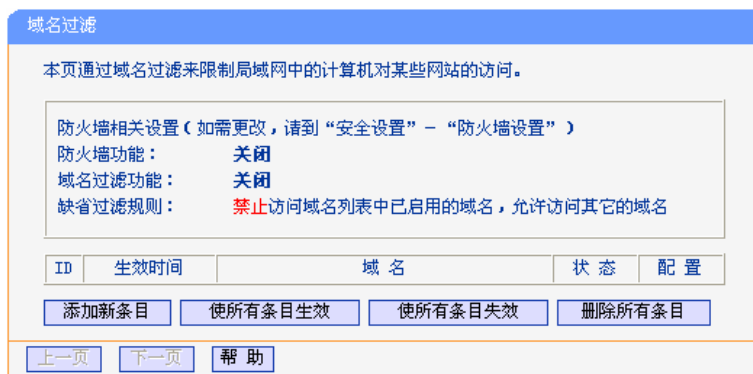 域名过滤
本页通过域名过滤来限制局域网中的计算机对某些网站的访问。
防火墙相关设置(如需更改,请到“安全设置”-“防火墙设置”)
防火墙功能: 关闭
域名过滤功能: 关闭
缺省过滤规则: 禁止访问域名列表中已启用的域名,允许访问其它的域名
ID 生效时间 域 名 状 态 配 置
添加新条目 使所有条目生效 使所有条目失效 删除所有条目
上一页 下一页 帮 助